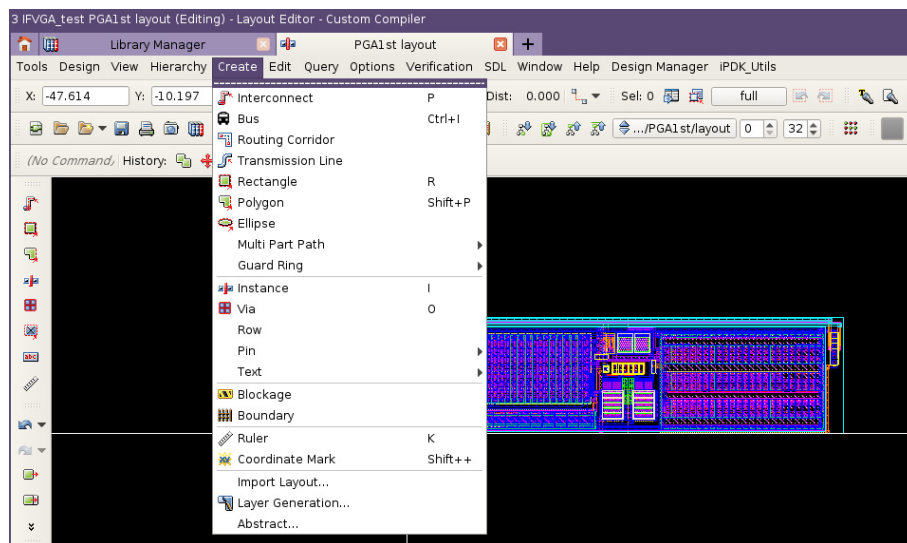 3 IFVGA_test PGA1st layout (Editing) - Layout Editor - Custom Compiler
Library Manager PGA1st layout
Tools Design View Hierarchy Create Edit Query Options Verification SDL Window Help Design Manager iPDK_Utils
X: -47.614 Y: -10.197 Dist: 0.000 Sel: 0 full
.../PGA1st/layout 0 32
(No Command) History:
Interconnect P
Bus Ctrl+I
Routing Corridor
Transmission Line
Rectangle R
Polygon Shift+P
Ellipse
Multi Part Path
Guard Ring
Instance I
Via O
Row
Pin
abc
Text
Blockage
Boundary
Ruler K
Coordinate Mark Shift++
Import Layout...
Layer Generation...
Abstract...